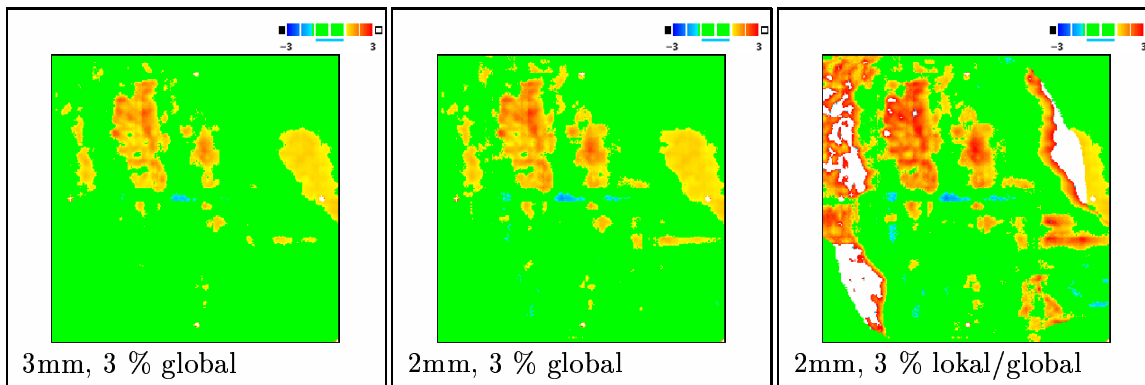 −3 3
−3 3
−3 3
3mm, 3 % global
2mm, 3 % global
2mm, 3 % lokal/global